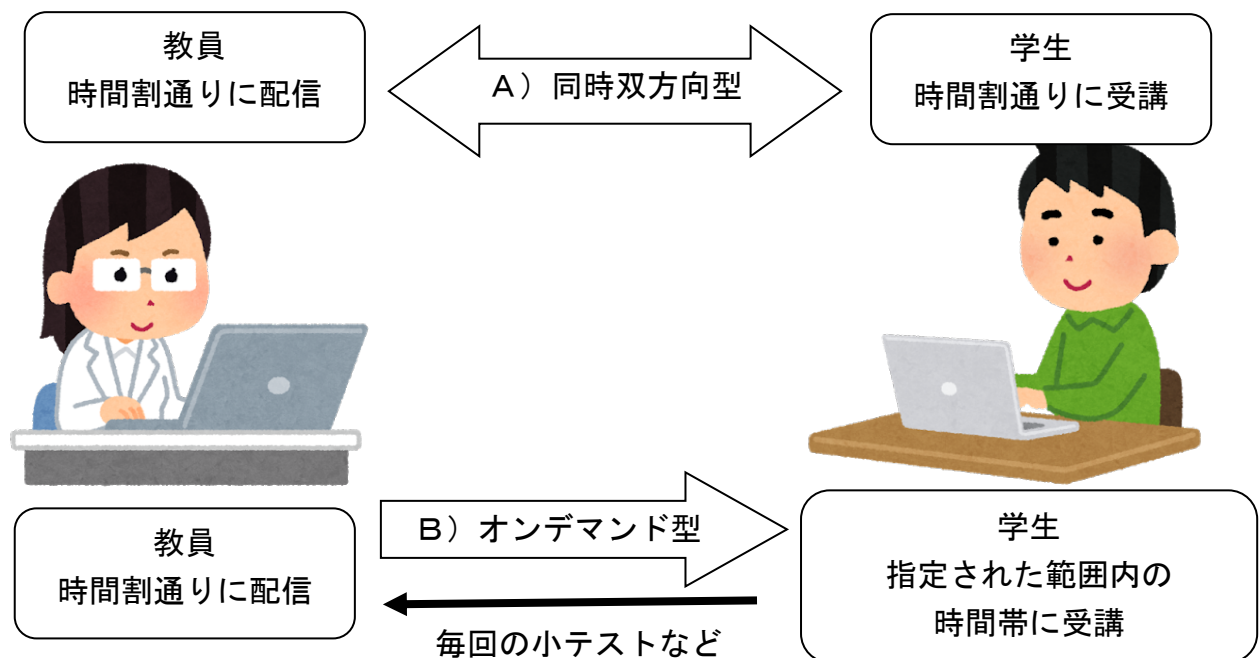 教員
時間割通りに配信
A）同時双方向型
学生
時間割通りに受講
教員
時間割通りに配信
B）オンデマンド型
毎回の小テストなど
学生
指定された範囲内の
時間帯に受講